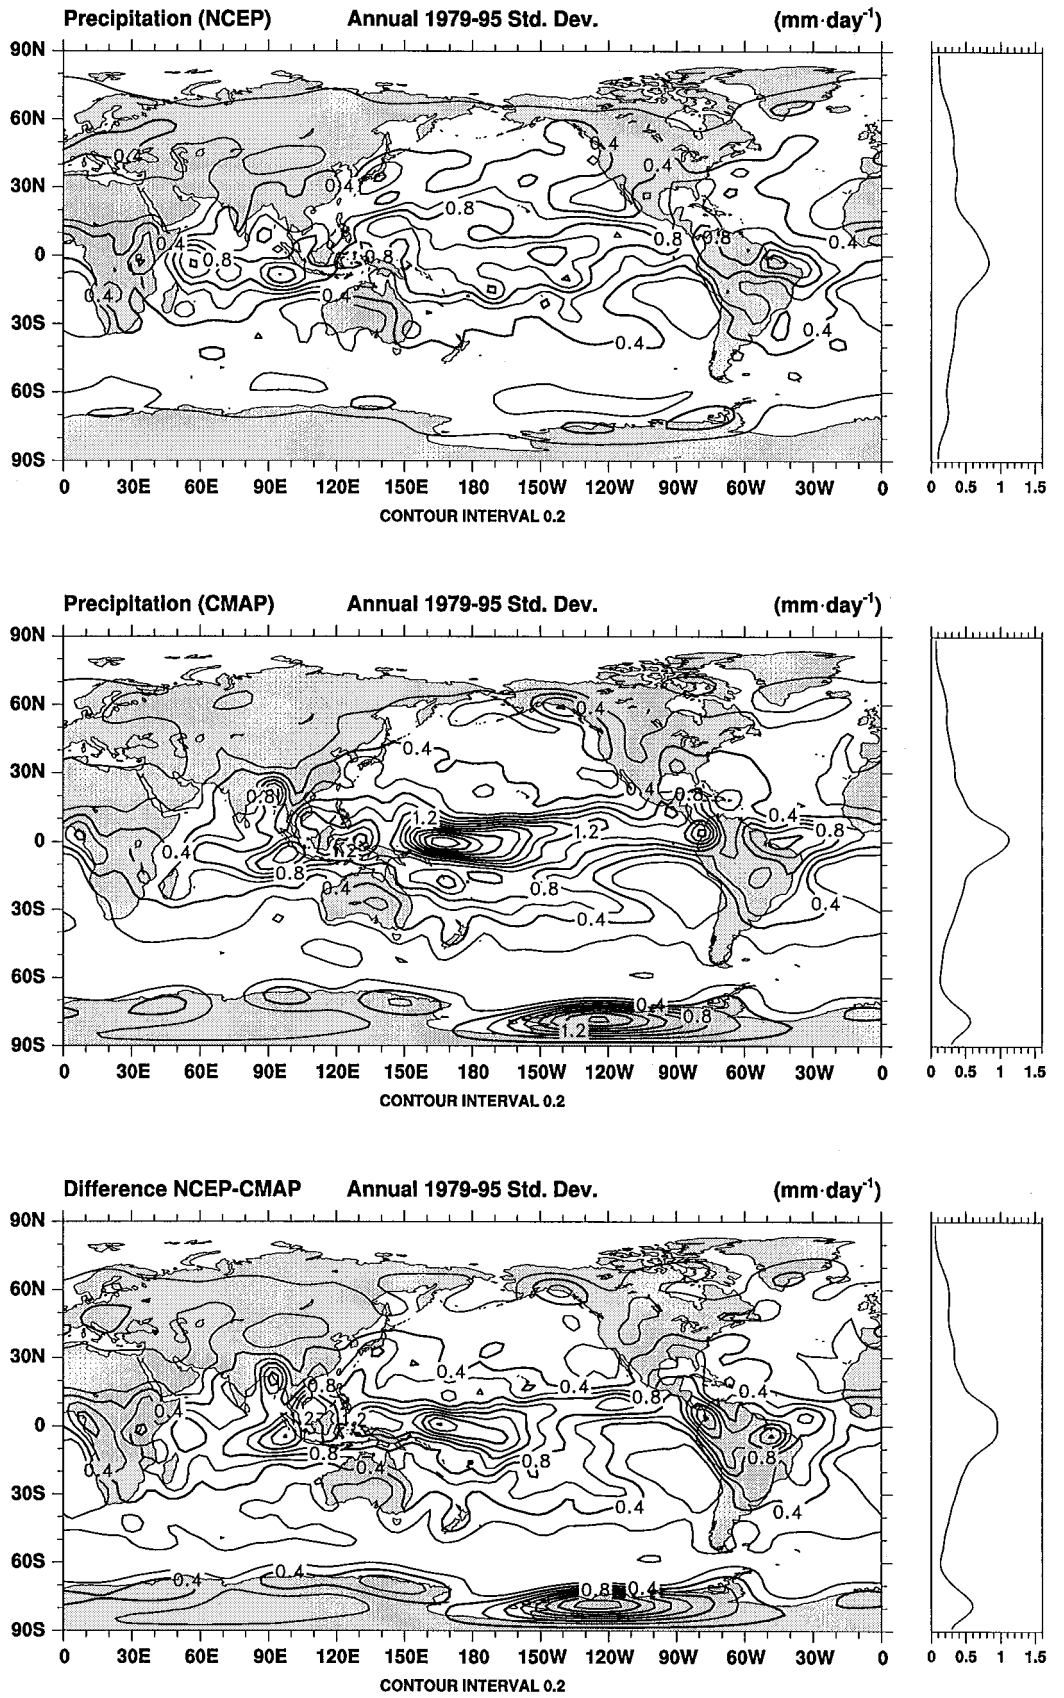 Precipitation (NCEP) Annual 1979-95 Std. Dev. (mm·day-1)
90N
60N
30N
0
30S
60S
90S
0.4 0.4 0.4 0.4 0.8 0.4 0.8 0.8 0.8 0.8 0.4 0.4 0.4 0.4 0.4 0.4
0 30E 60E 90E 120E 150E 180 150W 120W 90W 60W 30W 0
0 0.5 1 1.5
CONTOUR INTERVAL 0.2
Precipitation (CMAP) Annual 1979-95 Std. Dev. (mm·day-1)
90N
60N
30N
0
30S
60S
90S
0.4 0.4 0.8 0.4 0.8 0.4 1.2 1.2 0.8 0.4 0.8 0.4 0.8 0.4 0.4 0.4 0.8 1.2
0 30E 60E 90E 120E 150E 180 150W 120W 90W 60W 30W 0
0 0.5 1 1.5
CONTOUR INTERVAL 0.2
Difference NCEP-CMAP Annual 1979-95 Std. Dev. (mm·day-1)
90N
60N
30N
0
30S
60S
90S
0.4 0.8 0.4 0.4 0.8 0.4 0.4 0.8 0.4 0.8 0.8 0.4 0.4 0.4 0.4 0.4 0.8 0.4
0 30E 60E 90E 120E 150E 180 150W 120W 90W 60W 30W 0
0 0.5 1 1.5
CONTOUR INTERVAL 0.2